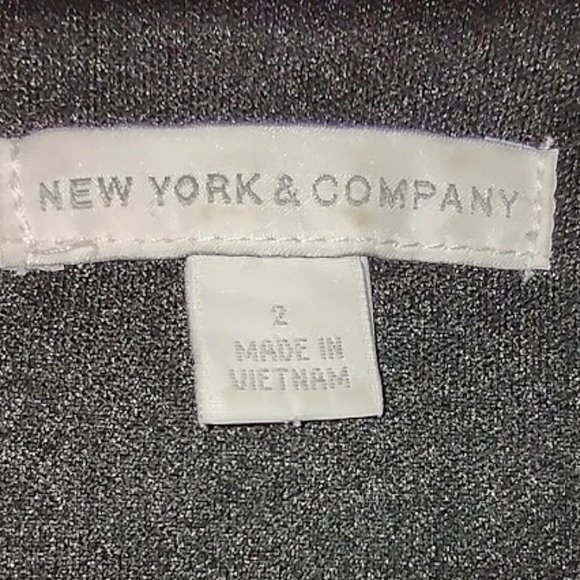 NEW YORK & COMPANY
2
MADE IN
VIETNAM